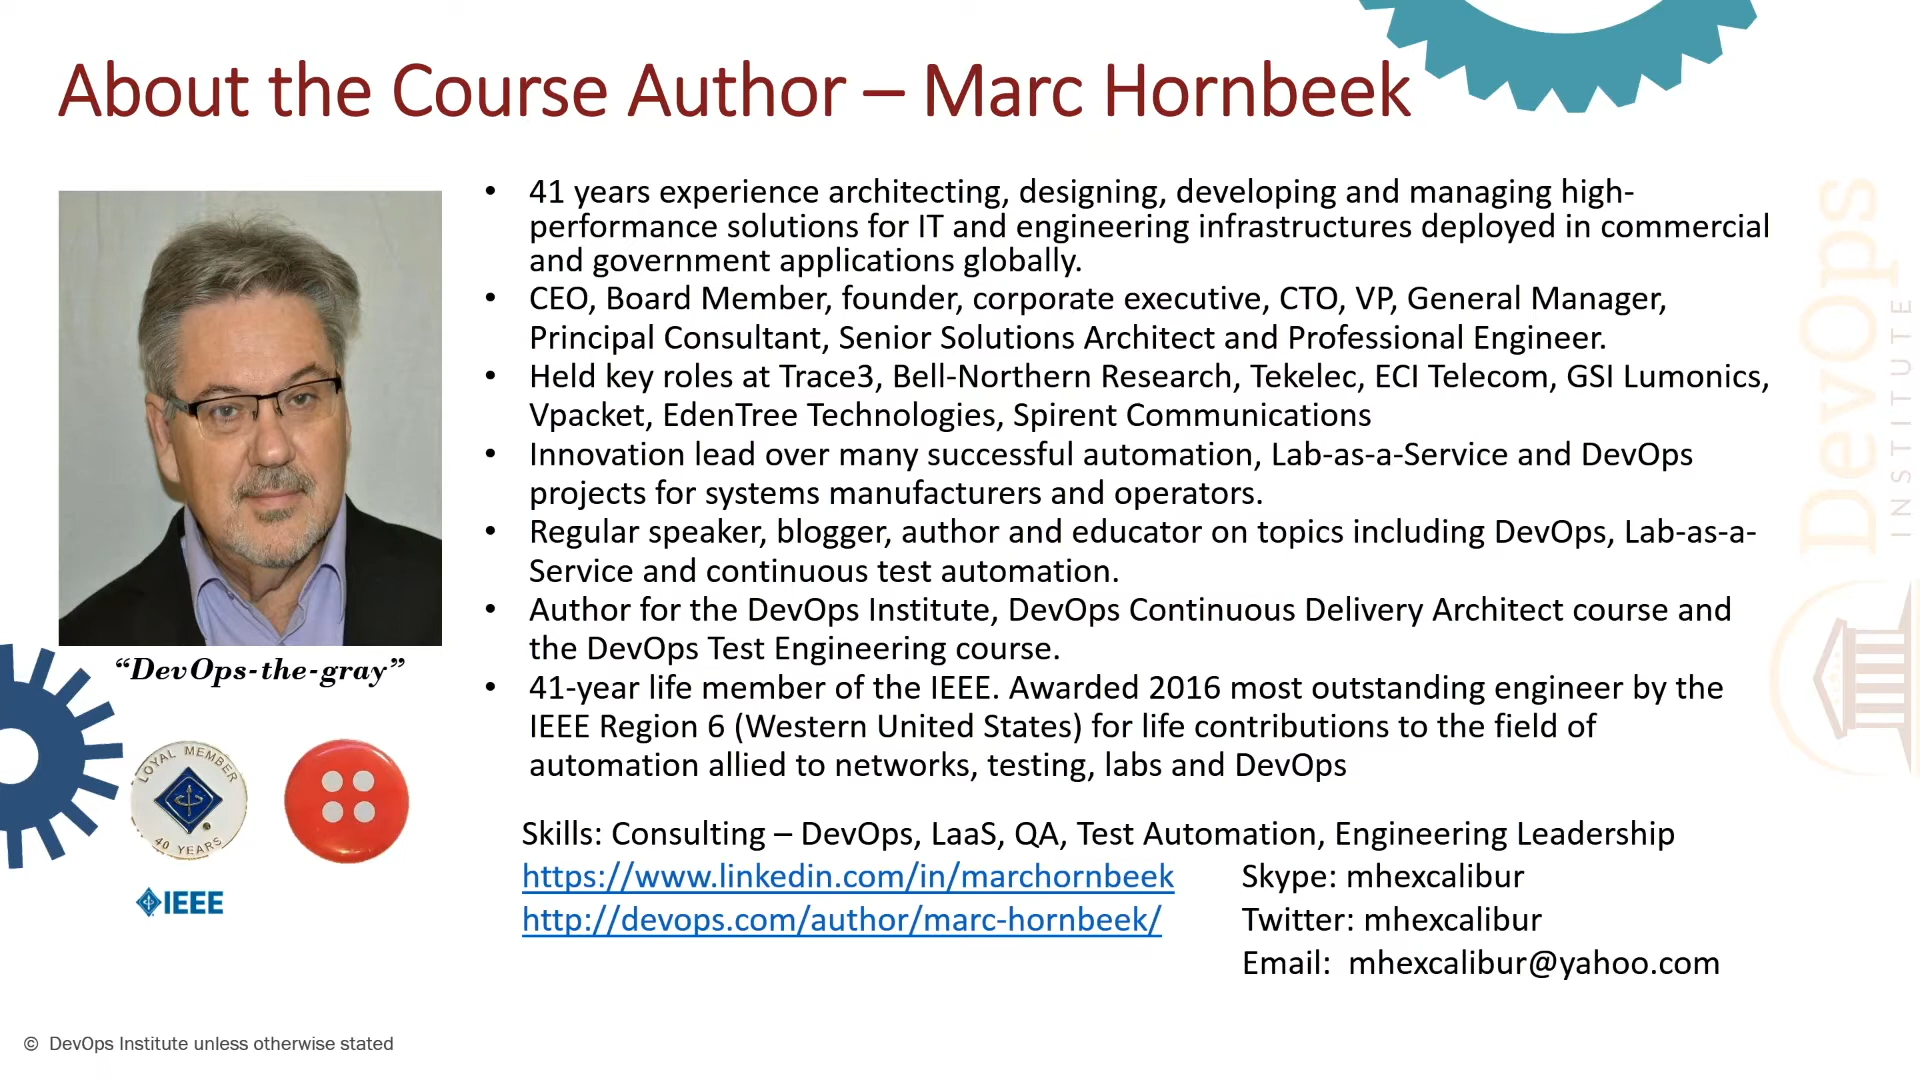 About the Course Author – Marc Hornbeek
• 41 years experience architecting, designing, developing and managing high-
performance solutions for IT and engineering infrastructures deployed in commercial
and government applications globally.
• CEO, Board Member, founder, corporate executive, CTO, VP, General Manager,
Principal Consultant, Senior Solutions Architect and Professional Engineer.
• Held key roles at Trace3, Bell-Northern Research, Tekelec, ECI Telecom, GSI Lumonics,
Vpacket, EdenTree Technologies, Spirent Communications
• Innovation lead over many successful automation, Lab-as-a-Service and DevOps
projects for systems manufacturers and operators.
• Regular speaker, blogger, author and educator on topics including DevOps, Lab-as-a-
Service and continuous test automation.
• Author for the DevOps Institute, DevOps Continuous Delivery Architect course and
the DevOps Test Engineering course.
• 41-year life member of the IEEE. Awarded 2016 most outstanding engineer by the
IEEE Region 6 (Western United States) for life contributions to the field of
automation allied to networks, testing, labs and DevOps
“DevOps-the-gray”
LOYAL MEMBER
40 YEARS
IEEE
Skills: Consulting – DevOps, LaaS, QA, Test Automation, Engineering Leadership
https://www.linkedin.com/in/marchornbeek
Skype: mhexcalibur
http://devops.com/author/marc-hornbeek/
Twitter: mhexcalibur
Email:  mhexcalibur@yahoo.com
DevOps
INSTITUTE
© DevOps Institute unless otherwise stated